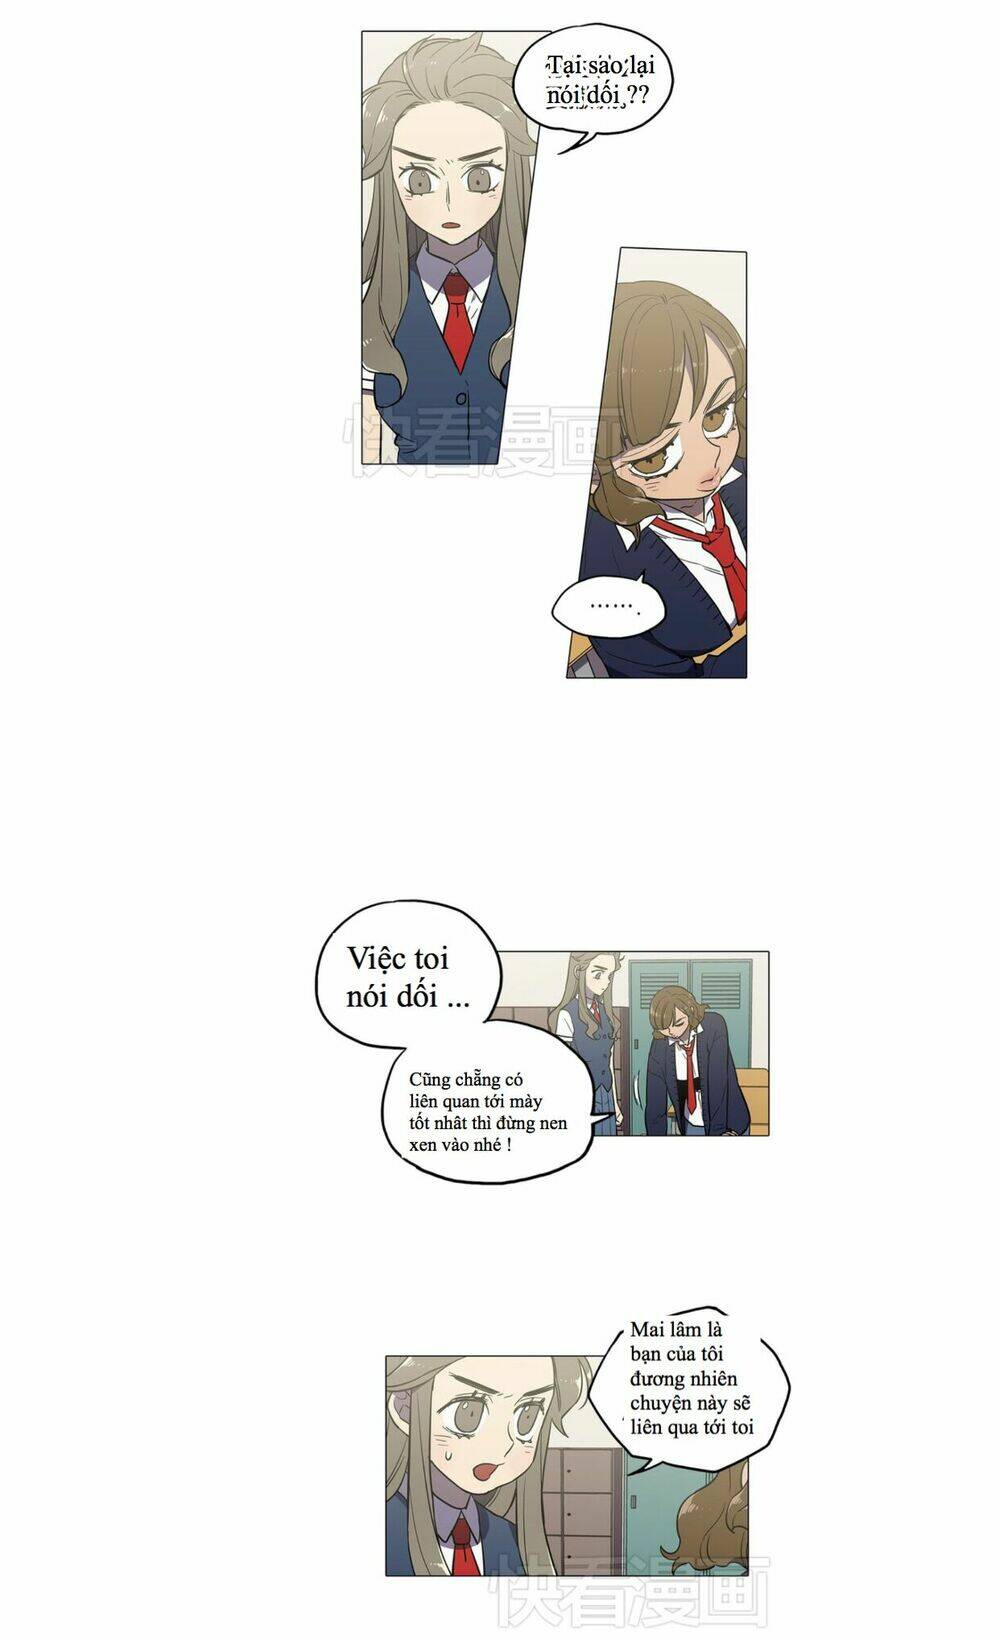 Tại sao lại
nói dối ??
.......
快看漫画
Việc toi
nói dối ...
Cũng chẳng có
liên quan tới mày
tốt nhât thì đừng nen
xen vào nhé !
Mai lâm là
bạn của tôi
đương nhiên
chuyện này sẽ
liên qua tới toi
快看漫画